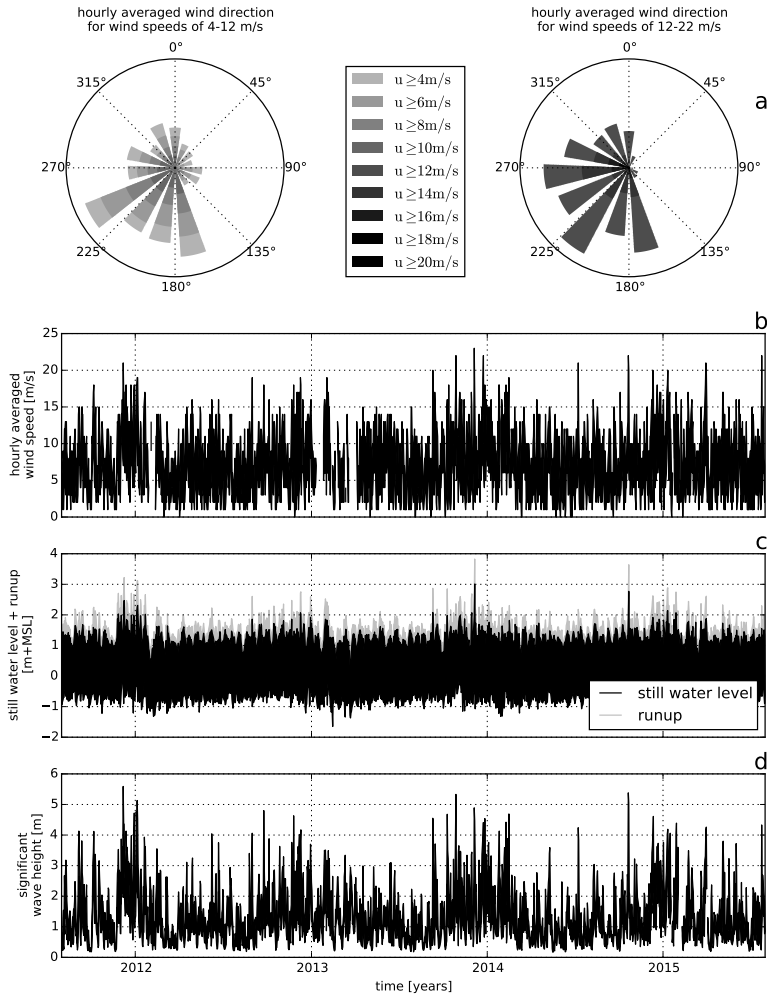 hourly averaged wind direction
for wind speeds of 4-12 m/s
0°
45°
90°
135°
180°
225°
270°
315°
u ≥4m/s
u ≥6m/s
u ≥8m/s
u ≥10m/s
u ≥12m/s
u ≥14m/s
u ≥16m/s
u ≥18m/s
u ≥20m/s
hourly averaged wind direction
for wind speeds of 12-22 m/s
0°
45°
90°
135°
180°
225°
270°
315°
a
b
hourly averaged
wind speed [m/s]
25
20
15
10
5
0
c
still water level + runup
[m+MSL]
4
3
2
1
0
−1
−2
still water level
runup
d
significant
wave height [m]
6
5
4
3
2
1
0
2012
2013
2014
2015
time [years]